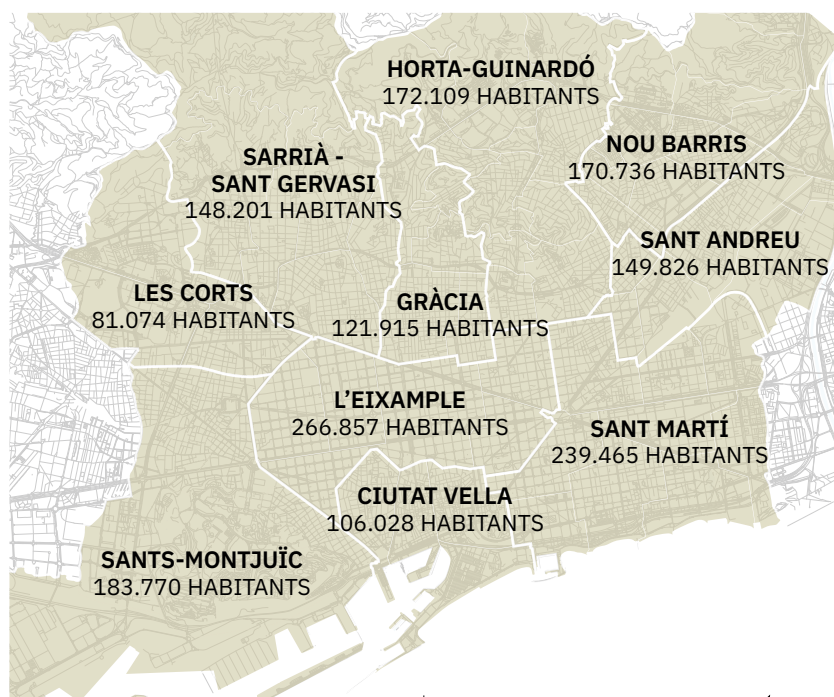 HORTA-GUINARDÓ
172.109 HABITANTS
NOU BARRIS
170.736 HABITANTS
SARRIÀ -
SANT GERVASI
148.201 HABITANTS
SANT ANDREU
149.826 HABITANTS
LES CORTS
81.074 HABITANTS
GRÀCIA
121.915 HABITANTS
L’EIXAMPLE
266.857 HABITANTS
SANT MARTÍ
239.465 HABITANTS
CIUTAT VELLA
106.028 HABITANTS
SANTS-MONTJUÏC
183.770 HABITANTS